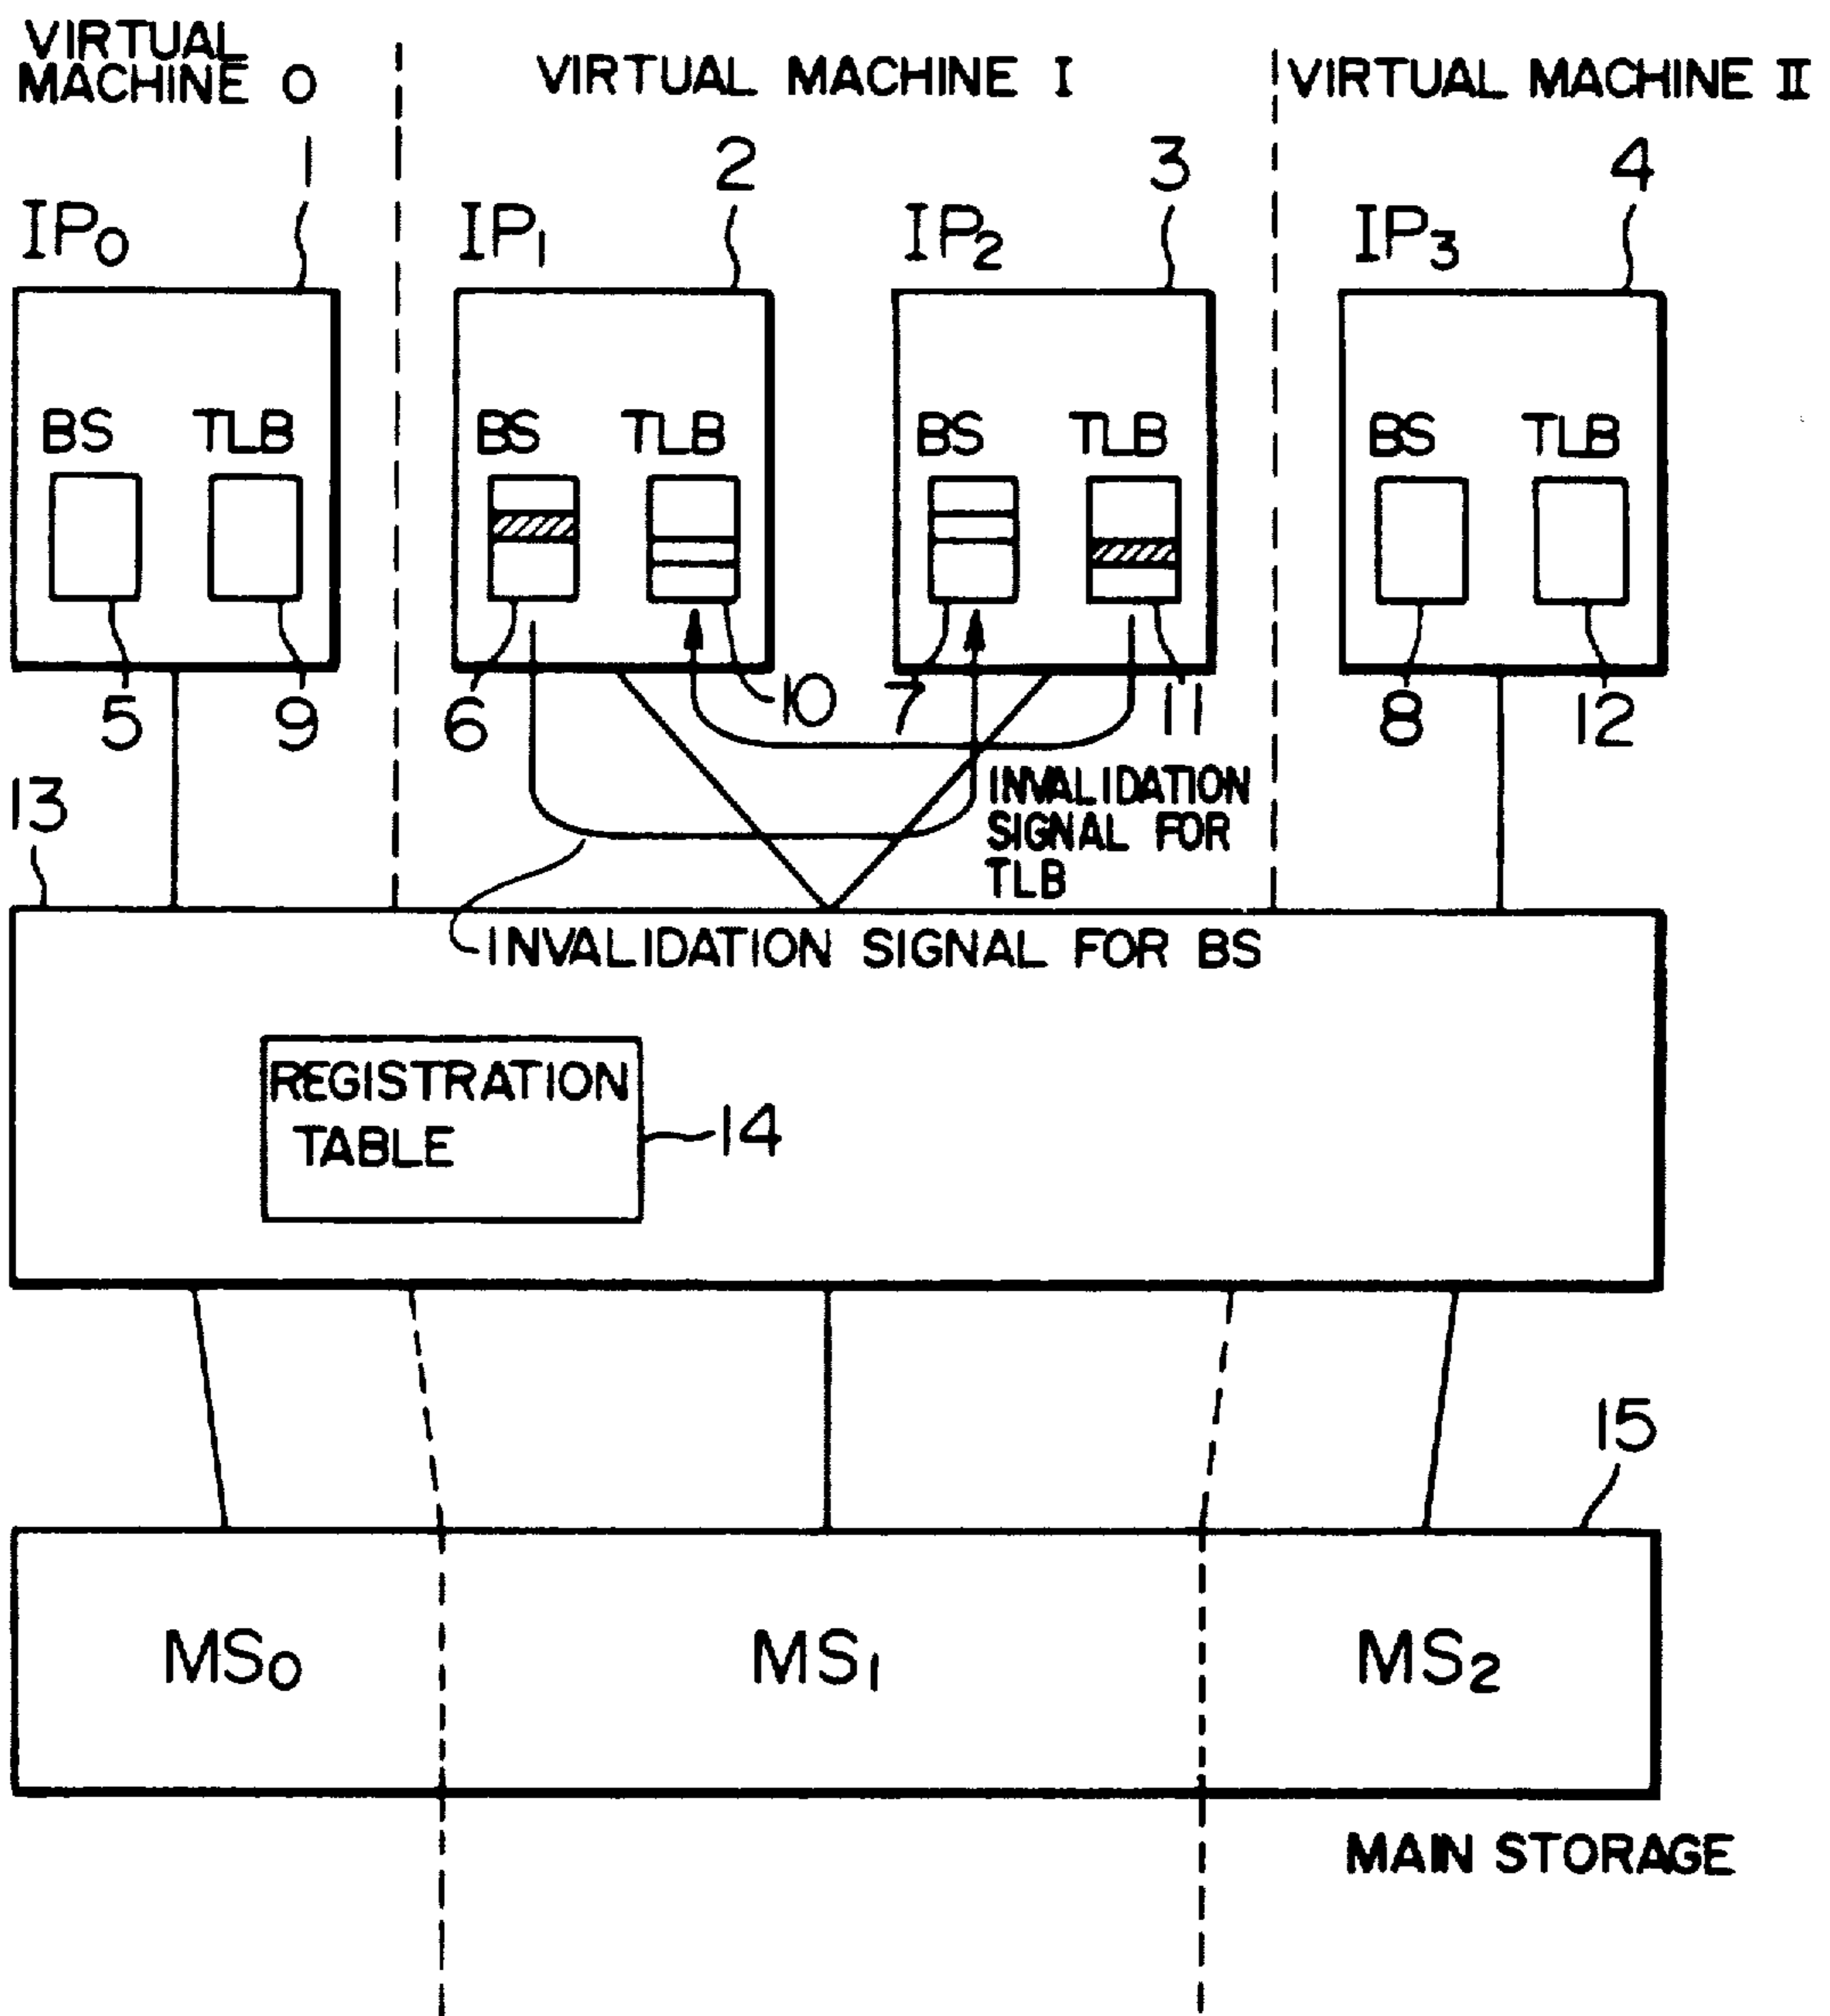 VIRTUAL
MACHINE 0
VIRTUAL MACHINE I
VIRTUAL MACHINE II
1
2
3
4
IP0
IP1
IP2
IP3
BS TLB
BS TLB
BS TLB
BS TLB
5
9
6
10
7
11
8
12
13
INVALIDATION
SIGNAL FOR
TLB
INVALIDATION SIGNAL FOR BS
REGISTRATION
TABLE
14
15
MS0
MS1
MS2
MAIN STORAGE